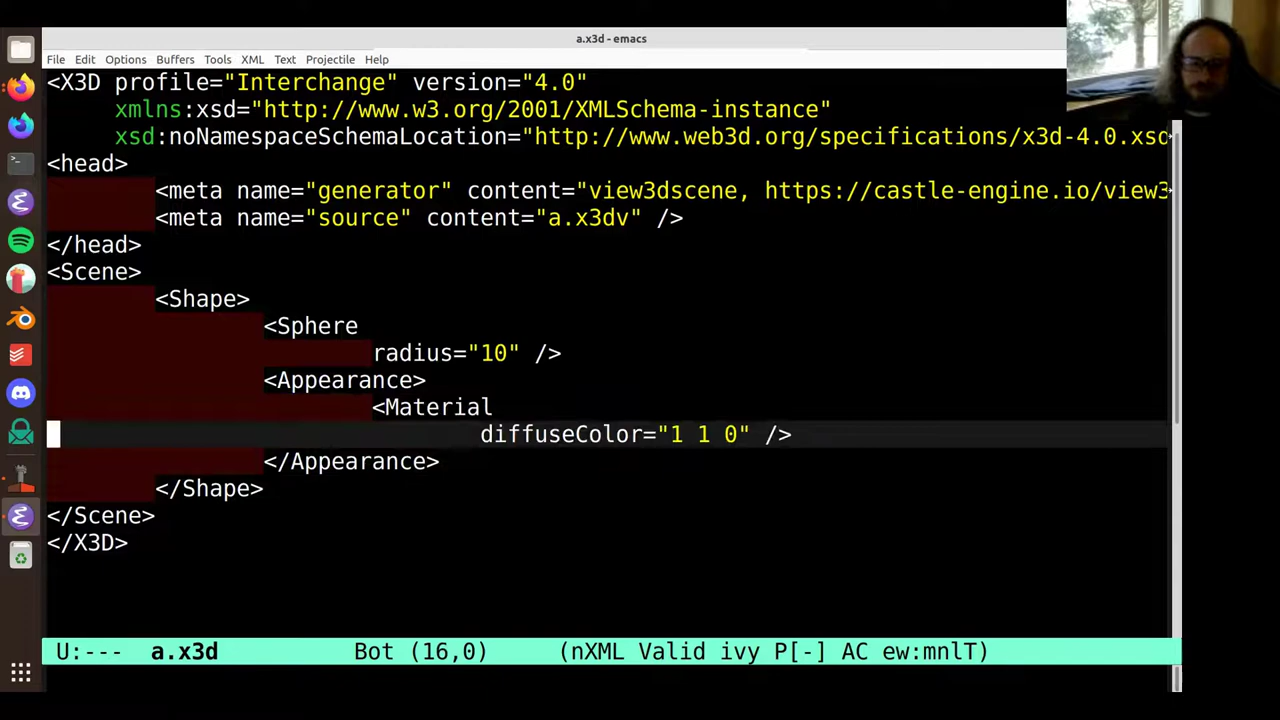 a.x3d - emacs
File Edit Options Buffers Tools XML Text Projectile Help
<X3D profile="Interchange" version="4.0"
xmlns:xsd="http://www.w3.org/2001/XMLSchema-instance"
xsd:noNamespaceSchemaLocation="http://www.web3d.org/specifications/x3d-4.0.xsd
<head>
<meta name="generator" content="view3dscene, https://castle-engine.io/view3
<meta name="source" content="a.x3dv" />
</head>
<Scene>
<Shape>
<Sphere
radius="10" />
<Appearance>
<Material
diffuseColor="1 1 0" />
</Appearance>
</Shape>
</Scene>
</X3D>
U:--- a.x3d Bot (16,0) (nXML Valid ivy P[-] AC ew:mnlT)